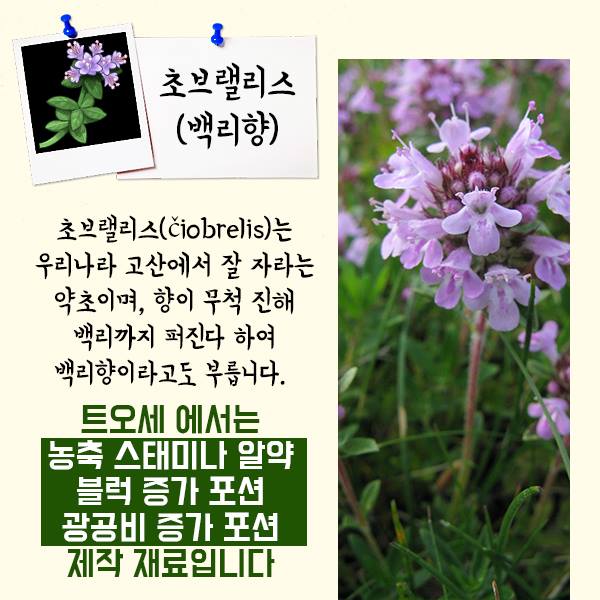 초브랠리스
(백리향)
초브랠리스(čiobrelis)는
우리나라 고산에서 잘 자라는
약초이며, 향이 무척 진해
백리까지 퍼진다 하여
백리향이라고도 부릅니다.
트오세 에서는
농축 스태미나 알약
블럭 증가 포션
광공비 증가 포션
제작 재료입니다